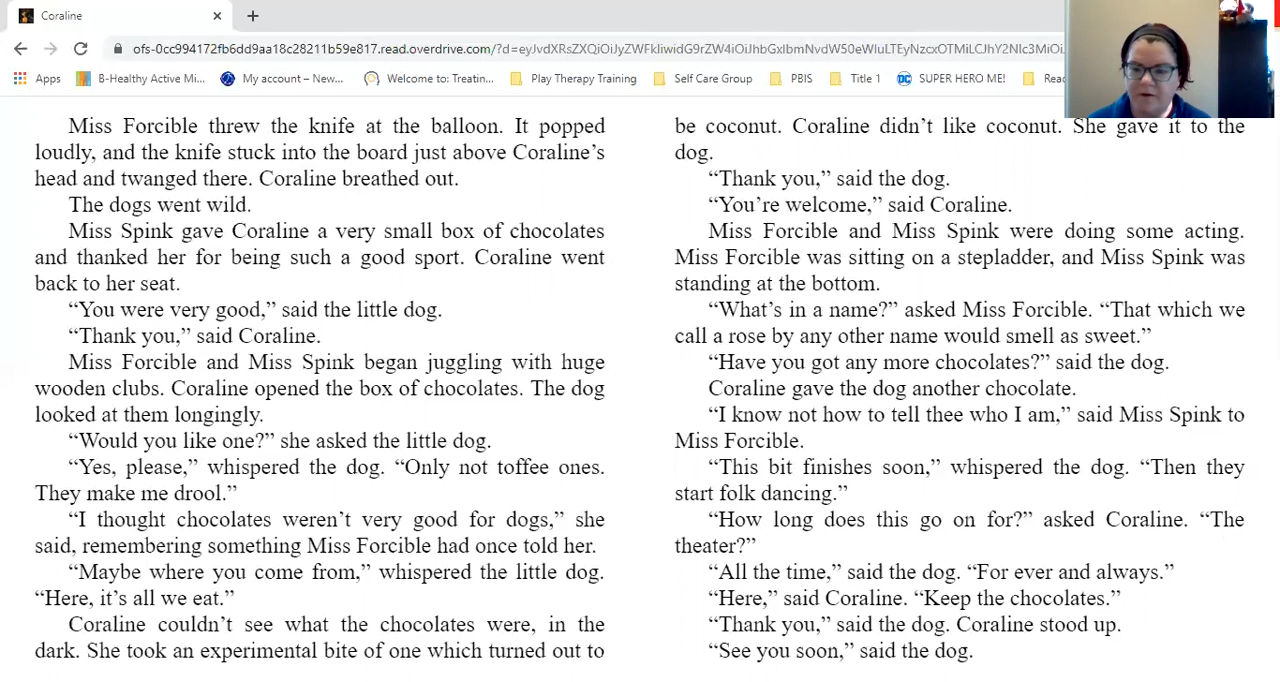 Coraline
ofs-0cc994172fb6dd9aa18c28211b59e817.read.overdrive.com/?d=eyJvdXRsZXQiOiJyZWFkIiwidG9rZW4iOiJhbGxlbmNvdW50eWluLTEyNzcxOTMiLCJhY2Nlc3MiOi
Apps
B-Healthy Active Mi...
My account – New...
Welcome to: Treatin...
Play Therapy Training
Self Care Group
PBIS
Title 1
SUPER HERO ME!
Rea
Miss Forcible threw the knife at the balloon. It popped
loudly, and the knife stuck into the board just above Coraline’s
head and twanged there. Coraline breathed out.
The dogs went wild.
Miss Spink gave Coraline a very small box of chocolates
and thanked her for being such a good sport. Coraline went
back to her seat.
“You were very good,” said the little dog.
“Thank you,” said Coraline.
Miss Forcible and Miss Spink began juggling with huge
wooden clubs. Coraline opened the box of chocolates. The dog
looked at them longingly.
“Would you like one?” she asked the little dog.
“Yes, please,” whispered the dog. “Only not toffee ones.
They make me drool.”
“I thought chocolates weren’t very good for dogs,” she
said, remembering something Miss Forcible had once told her.
“Maybe where you come from,” whispered the little dog.
“Here, it’s all we eat.”
Coraline couldn’t see what the chocolates were, in the
dark. She took an experimental bite of one which turned out to
be coconut. Coraline didn’t like coconut. She gave it to the
dog.
“Thank you,” said the dog.
“You’re welcome,” said Coraline.
Miss Forcible and Miss Spink were doing some acting.
Miss Forcible was sitting on a stepladder, and Miss Spink was
standing at the bottom.
“What’s in a name?” asked Miss Forcible. “That which we
call a rose by any other name would smell as sweet.”
“Have you got any more chocolates?” said the dog.
Coraline gave the dog another chocolate.
“I know not how to tell thee who I am,” said Miss Spink to
Miss Forcible.
“This bit finishes soon,” whispered the dog. “Then they
start folk dancing.”
“How long does this go on for?” asked Coraline. “The
theater?”
“All the time,” said the dog. “For ever and always.”
“Here,” said Coraline. “Keep the chocolates.”
“Thank you,” said the dog. Coraline stood up.
“See you soon,” said the dog.